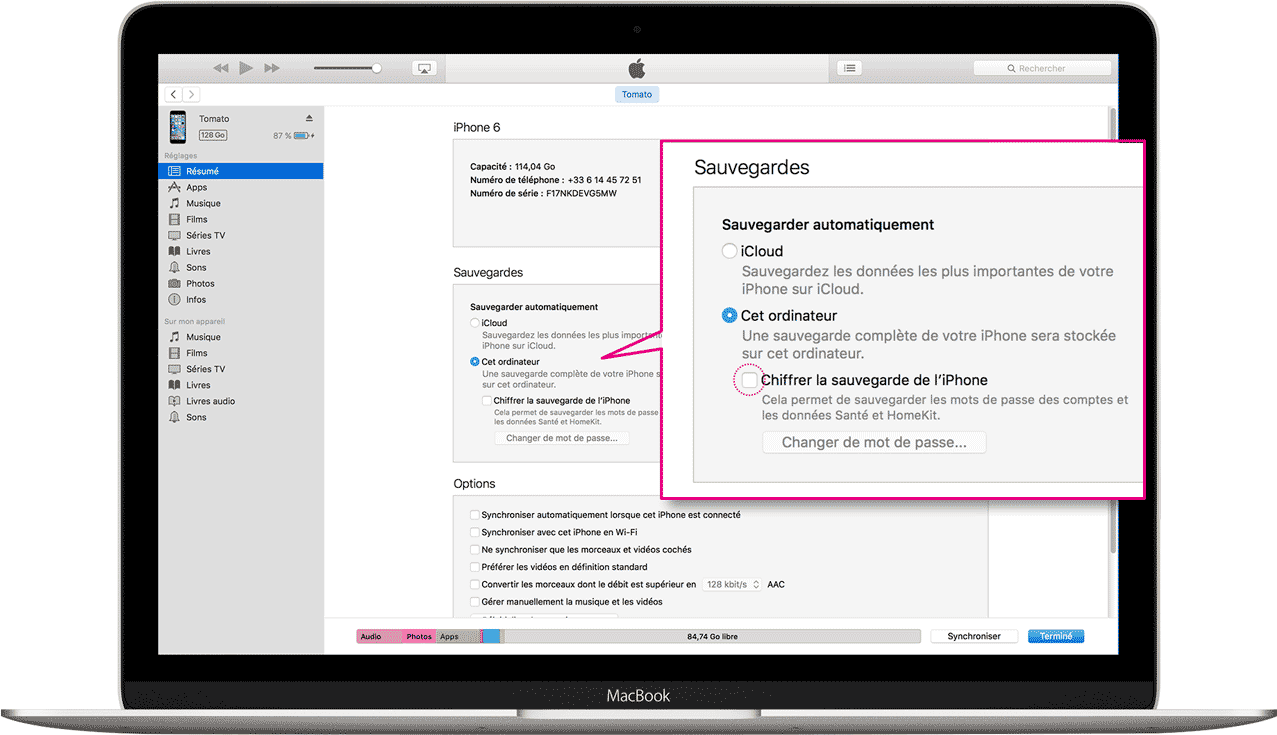 Rechercher
Tomato
Tomato
128 Go
87 %
Réglages
Résumé
Apps
Musique
Films
Séries TV
Livres
Sons
Photos
Infos
Sur mon appareil
Musique
Films
Séries TV
Livres
Livres audio
Sons
iPhone 6
Capacité : 114,04 Go
Numéro de téléphone : +33 6 14 45 72 51
Numéro de série : F17NKDEVG5MW
Sauvegardes
Sauvegarder automatiquement
iCloud
Sauvegardez les données les plus important
iPhone sur iCloud.
Cet ordinateur
Une sauvegarde complète de votre iPhone s
sur cet ordinateur.
Chiffrer la sauvegarde de l’iPhone
Cela permet de sauvegarder les mots de passe
les données Santé et HomeKit.
Changer de mot de passe...
Sauvegardes
Sauvegarder automatiquement
iCloud
Sauvegardez les données les plus importantes de votre
iPhone sur iCloud.
Cet ordinateur
Une sauvegarde complète de votre iPhone sera stockée
sur cet ordinateur.
Chiffrer la sauvegarde de l’iPhone
Cela permet de sauvegarder les mots de passe des comptes et
les données Santé et HomeKit.
Changer de mot de passe...
Options
Synchroniser automatiquement lorsque cet iPhone est connecté
Synchroniser avec cet iPhone en Wi-Fi
Ne synchroniser que les morceaux et vidéos cochés
Préférer les vidéos en définition standard
Convertir les morceaux dont le débit est supérieur en 128 kbit/s AAC
Gérer manuellement la musique et les vidéos
Audio Photos Apps 84,74 Go libre Synchroniser Terminé
MacBook